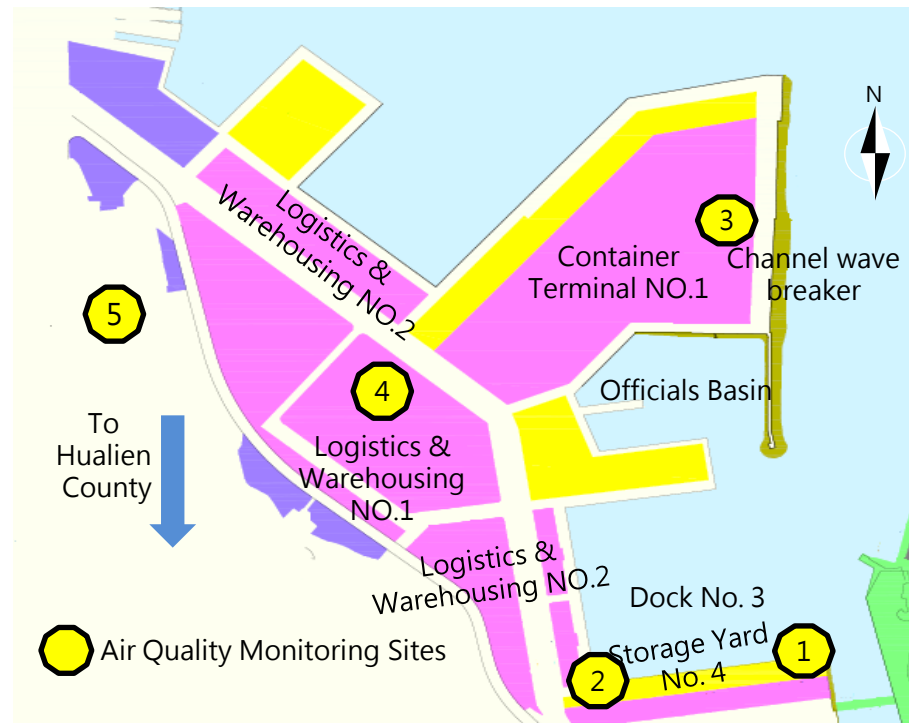 N
3
Logistics &
Warehousing NO.2
Container
Terminal NO.1
Channel wave
breaker
5
4
Officials Basin
To
Hualien
County
Logistics &
Warehousing
NO.1
Logistics &
Warehousing NO.2
Dock No. 3
Storage Yard
No. 4
1
2
Air Quality Monitoring Sites